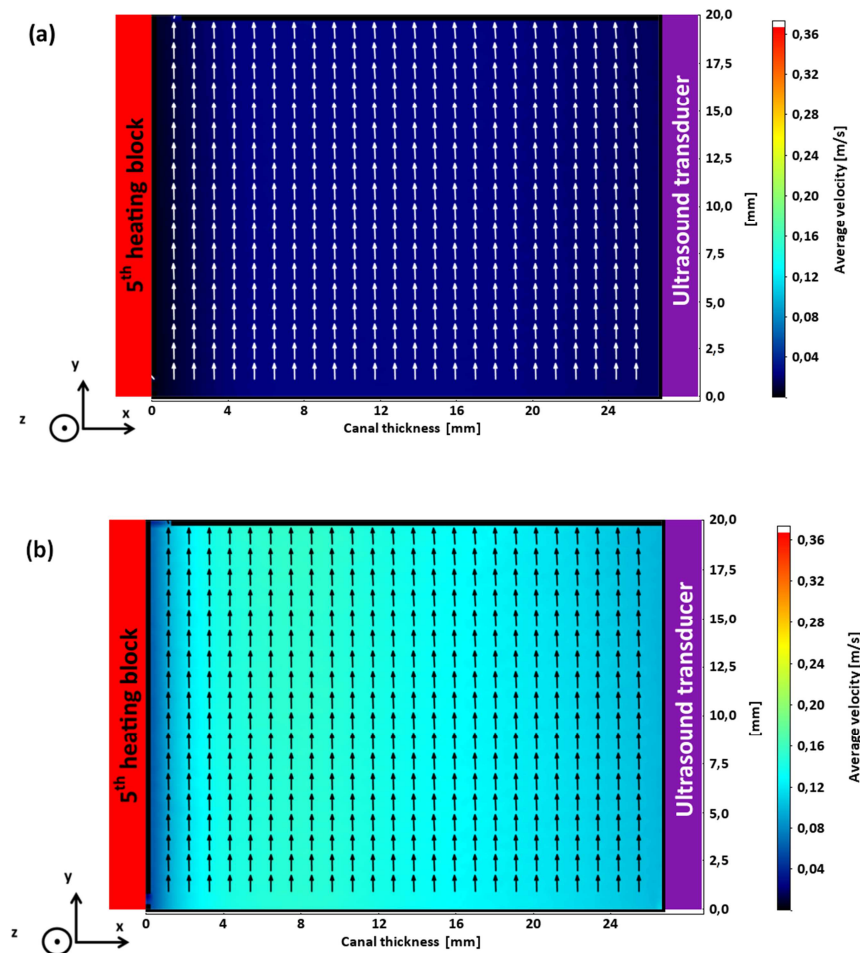 (a)
5th heating block
Ultrasound transducer
20,0
17,5
15,0
12,5
10,0
7,5
5,0
2,5
0,0
[mm]
0,36
0,32
0,28
0,24
0,20
0,16
0,12
0,08
0,04
Average velocity [m/s]
y
z
x
0
4
8
12
16
20
24
Canal thickness [mm]
(b)
5th heating block
Ultrasound transducer
20,0
17,5
15,0
12,5
10,0
7,5
5,0
2,5
0,0
[mm]
0,36
0,32
0,28
0,24
0,20
0,16
0,12
0,08
0,04
Average velocity [m/s]
y
z
x
0
4
8
12
16
20
24
Canal thickness [mm]